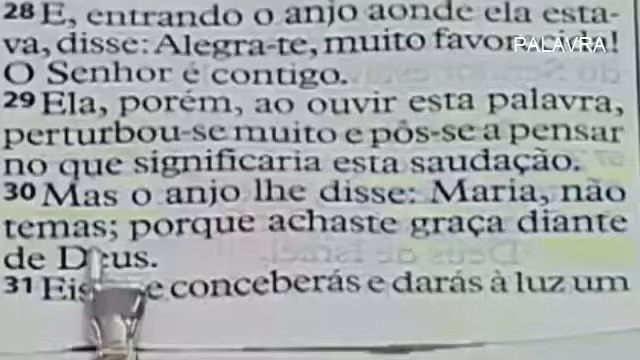 28 E, entrando o anjo aonde ela esta-
va, disse: Alegra-te, muito
PALAVRA
O Senhor é contigo.
29 Ela, porém, ao ouvir esta palavra,
perturbou-se muito e pôs-se a pensar
no que significaria esta saudação.
30 Mas o anjo lhe disse: Maria, não
temas; porque achaste graça diante
de Deus.
31 conceberás e darás à luz um